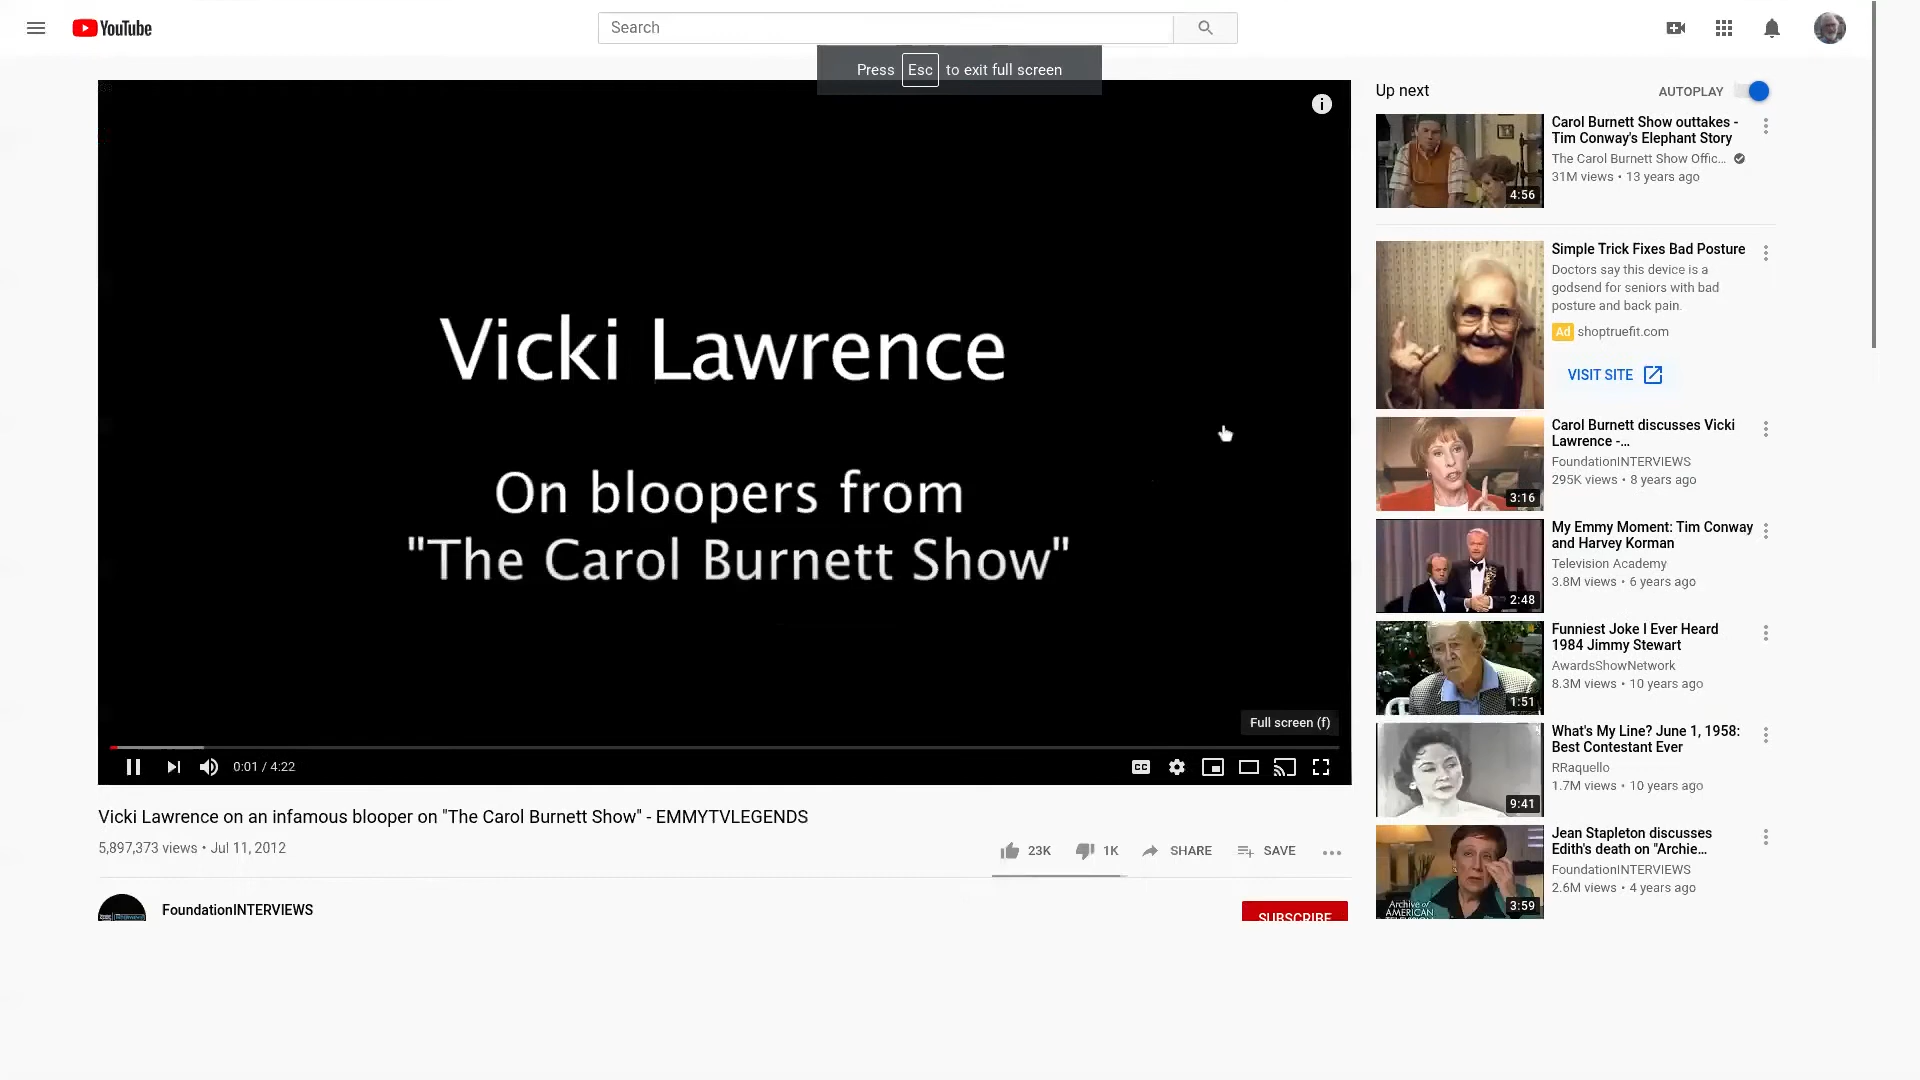 YouTube
Search
Press Esc to exit full screen
Vicki Lawrence
On bloopers from
"The Carol Burnett Show"
Full screen (f)
0:01 / 4:22
CC
Vicki Lawrence on an infamous blooper on "The Carol Burnett Show" - EMMYTVLEGENDS
5,897,373 views • Jul 11, 2012
23K
1K
SHARE
SAVE
FoundationINTERVIEWS
SUBSCRIBE
Up next
AUTOPLAY
Carol Burnett Show outtakes -
Tim Conway's Elephant Story
The Carol Burnett Show Offic...
31M views • 13 years ago
4:56
Simple Trick Fixes Bad Posture
Doctors say this device is a
godsend for seniors with bad
posture and back pain.
Ad shoptruefit.com
VISIT SITE
Carol Burnett discusses Vicki
Lawrence -...
FoundationINTERVIEWS
295K views • 8 years ago
3:16
My Emmy Moment: Tim Conway
and Harvey Korman
Television Academy
3.8M views • 6 years ago
2:48
Funniest Joke I Ever Heard
1984 Jimmy Stewart
AwardsShowNetwork
8.3M views • 10 years ago
1:51
What's My Line? June 1, 1958:
Best Contestant Ever
RRaquello
1.7M views • 10 years ago
9:41
Jean Stapleton discusses
Edith's death on "Archie...
FoundationINTERVIEWS
2.6M views • 4 years ago
3:59
Archive of
AMERICAN
TELEVISION